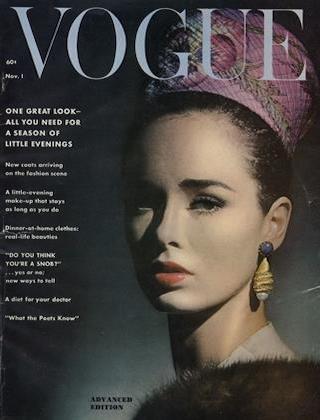 VOGUE
60¢
Nov. 1
ONE GREAT LOOK—
ALL YOU NEED FOR
A SEASON OF
LITTLE EVENINGS
New coats arriving
on the fashion scene
A little-evening
make-up that stays
as long as you do
Dinner-at-home clothes:
real-life beauties
"DO YOU THINK
YOU'RE A SNOB?"
...yes or no;
new ways to tell
A diet for your doctor
"What the Poets Know"
ADVANCED
EDITION